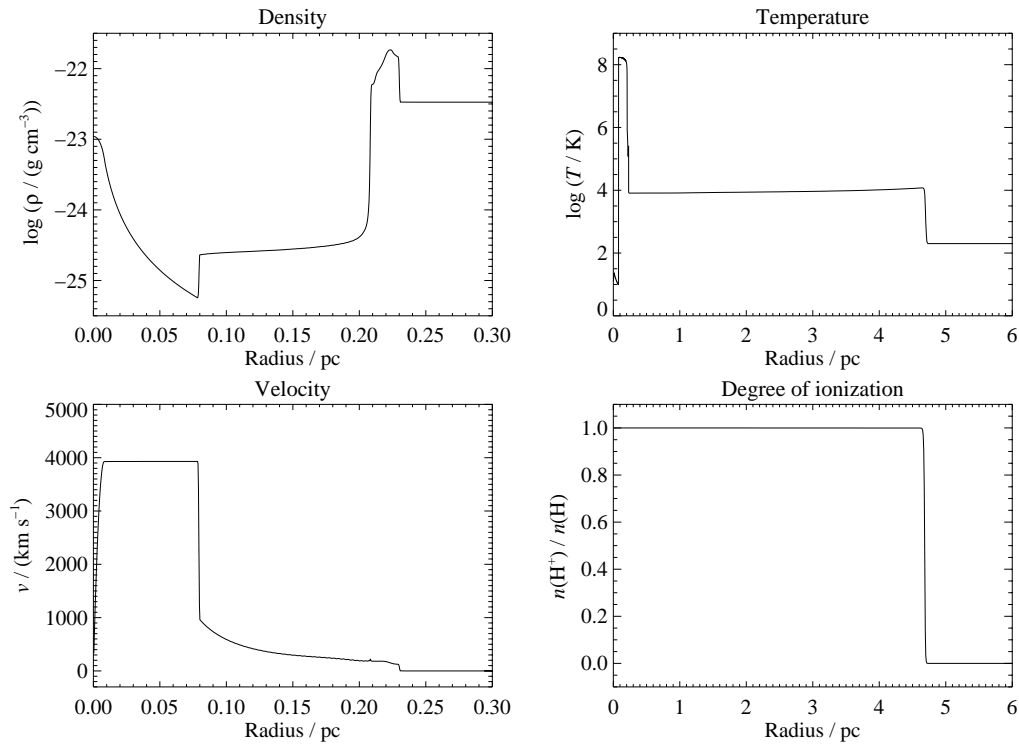 Density
log (ρ / (g cm⁻³))
−22
−23
−24
−25
0.00 0.05 0.10 0.15 0.20 0.25 0.30
Radius / pc
Temperature
log (T / K)
8
6
4
2
0
0 1 2 3 4 5 6
Radius / pc
Velocity
v / (km s⁻¹)
5000
4000
3000
2000
1000
0
0.00 0.05 0.10 0.15 0.20 0.25 0.30
Radius / pc
Degree of ionization
n(H⁺) / n(H)
1.0
0.8
0.6
0.4
0.2
0.0
0 1 2 3 4 5 6
Radius / pc